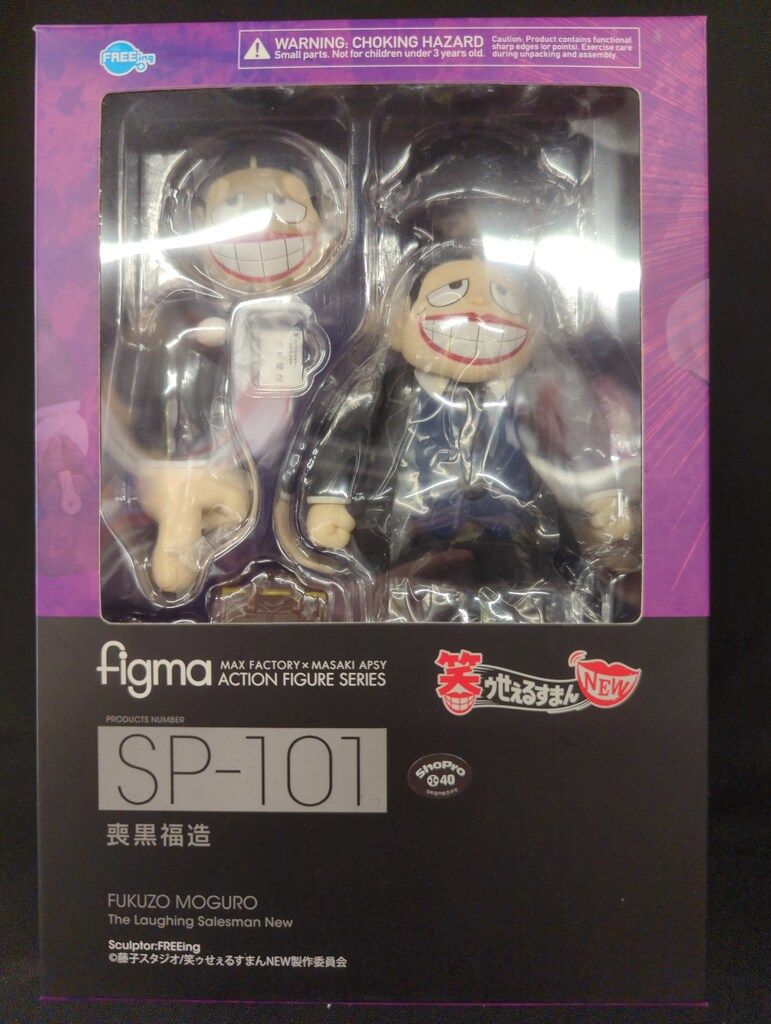 FREEing
WARNING: CHOKING HAZARD
Small parts. Not for children under 3 years old.
Caution: Product contains functional
sharp edges (or points). Exercise care
during unpacking and assembly.
喪黒福造
figma
MAX FACTORY×MASAKI APSY
ACTION FIGURE SERIES
笑ゥせぇるすまん NEW
PRODUCTS NUMBER
SP-101
ShoPro
40
喪黒福造
FUKUZO MOGURO
The Laughing Salesman New
Sculptor:FREEing
©藤子スタジオ/笑ゥせぇるすまんNEW製作委員会